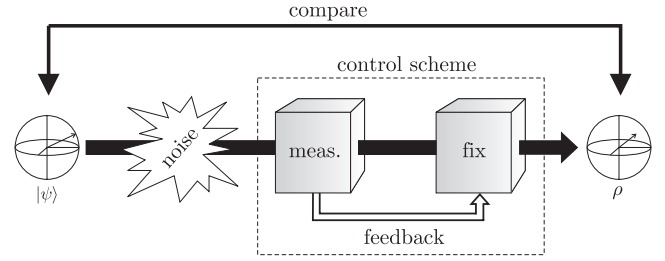 compare
control scheme
noise
meas.
fix
|ψ⟩
ρ
feedback